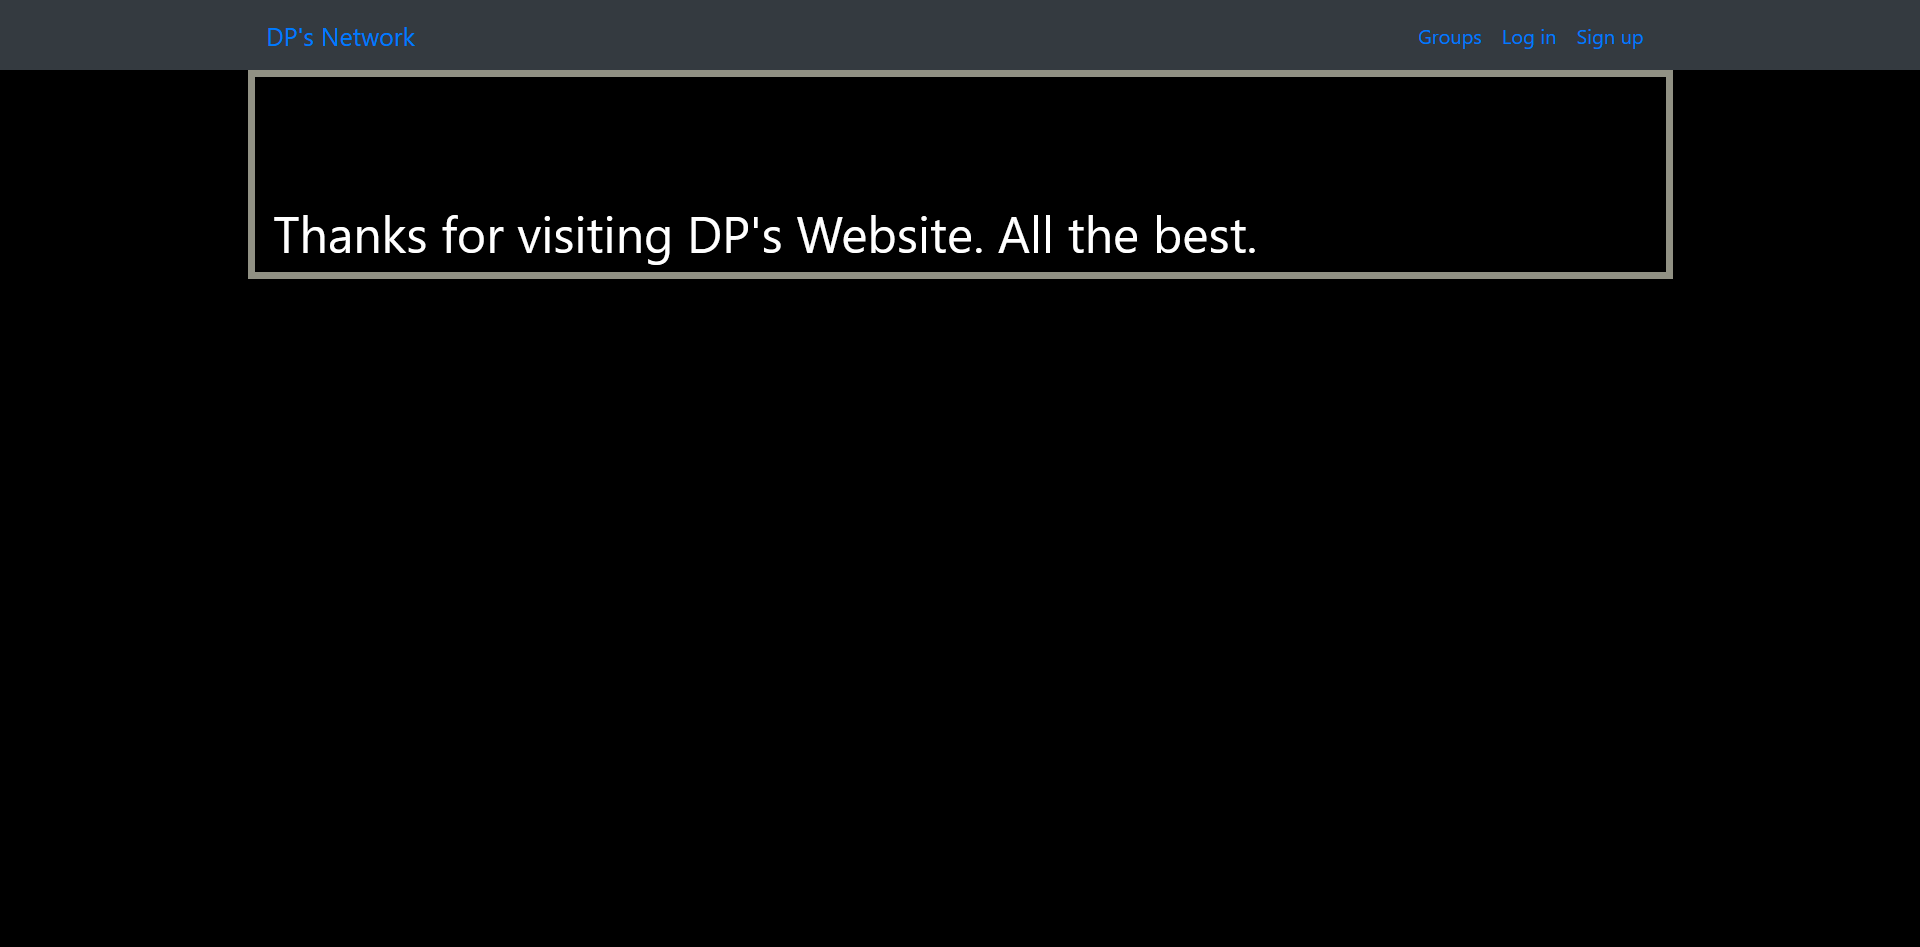 DP's Network
Groups Log in Sign up
Thanks for visiting DP's Website. All the best.